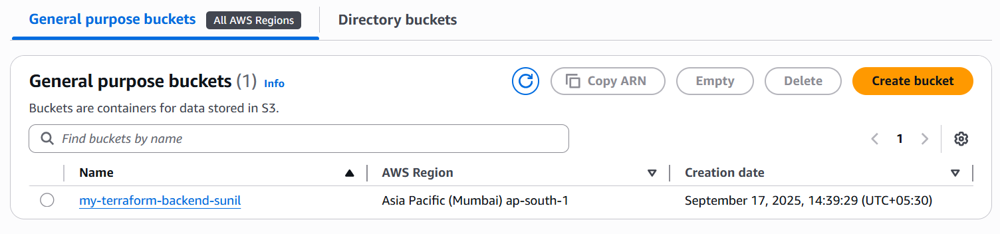 General purpose buckets All AWS Regions Directory buckets
General purpose buckets (1) Info Copy ARN Empty Delete Create bucket
Buckets are containers for data stored in S3.
Find buckets by name 1
Name AWS Region Creation date
my-terraform-backend-sunil Asia Pacific (Mumbai) ap-south-1 September 17, 2025, 14:39:29 (UTC+05:30)